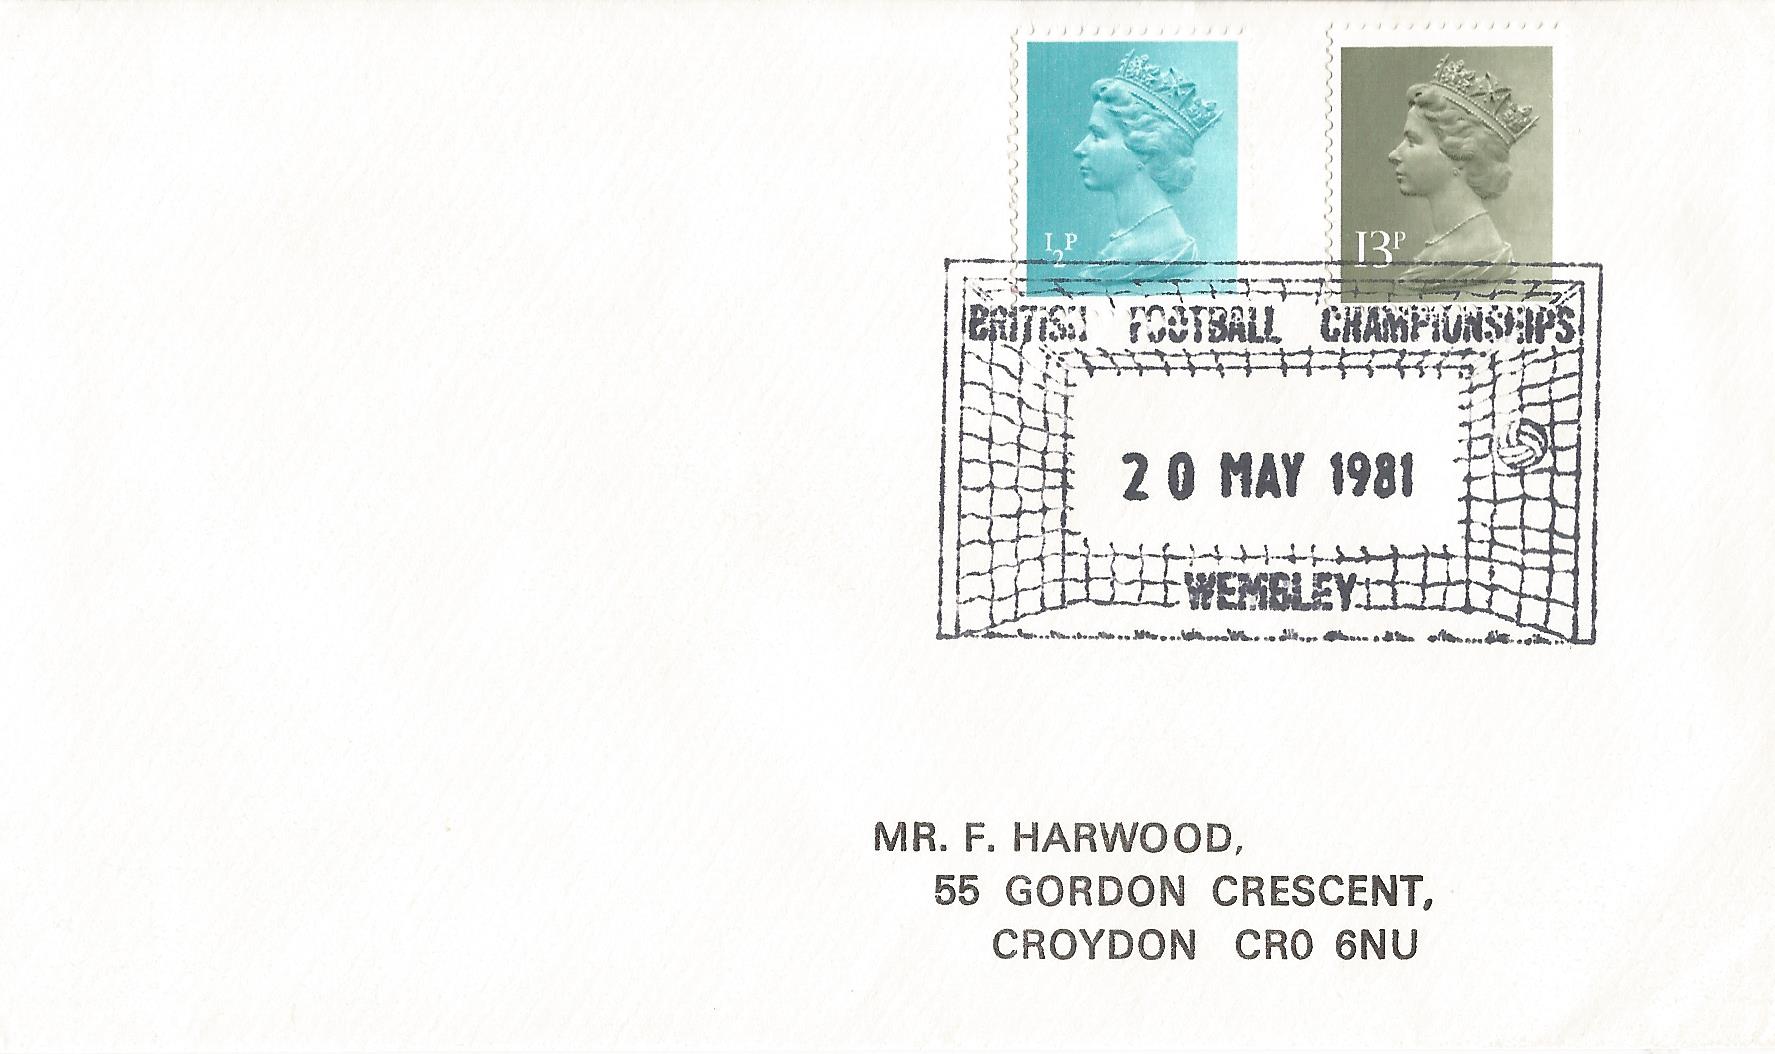 ½P
13P
BRITISH FOOTBALL CHAMPIONSHIPS
20 MAY 1981
WEMBLEY
MR. F. HARWOOD,
55 GORDON CRESCENT,
CROYDON CR0 6NU